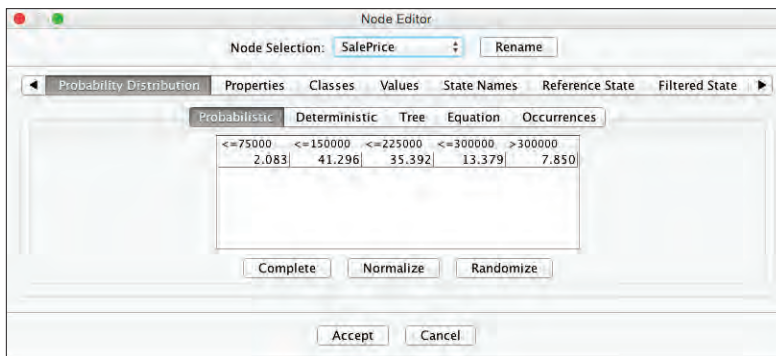 Node Editor
Node Selection: SalePrice Rename
Probability Distribution Properties Classes Values State Names Reference State Filtered State
Probabilistic Deterministic Tree Equation Occurrences
<=75000 <=150000 <=225000 <=300000 >300000
2.083 41.296 35.392 13.379 7.850
Complete Normalize Randomize
Accept Cancel